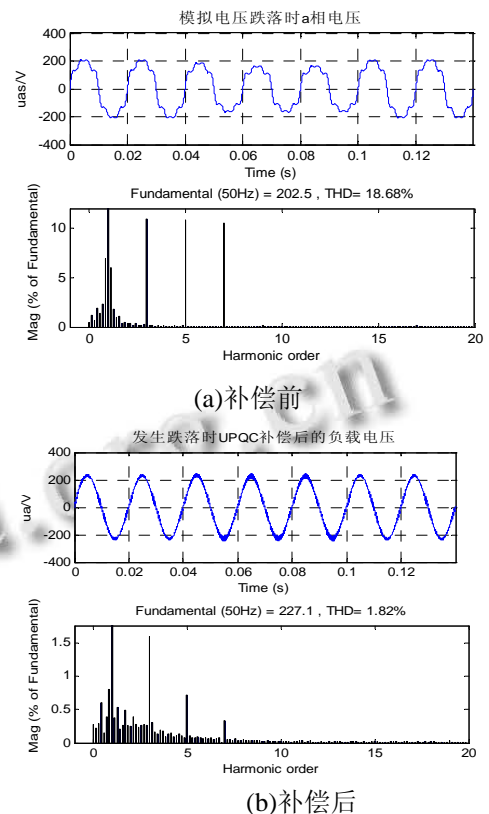 模拟电压跌落时a相电压
400
200
0
-200
-400
uas/V
0 0.02 0.04 0.06 0.08 0.1 0.12
Time (s)
Fundamental (50Hz) = 202.5 , THD= 18.68%
10
5
0
Mag (% of Fundamental)
0 5 10 15 20
Harmonic order
(a)补偿前
发生跌落时UPQC补偿后的负载电压
400
200
0
-200
-400
ua/V
0 0.02 0.04 0.06 0.08 0.1 0.12
Time (s)
Fundamental (50Hz) = 227.1 , THD= 1.82%
1.5
1
0.5
0
Mag (% of Fundamental)
0 5 10 15 20
Harmonic order
(b)补偿后